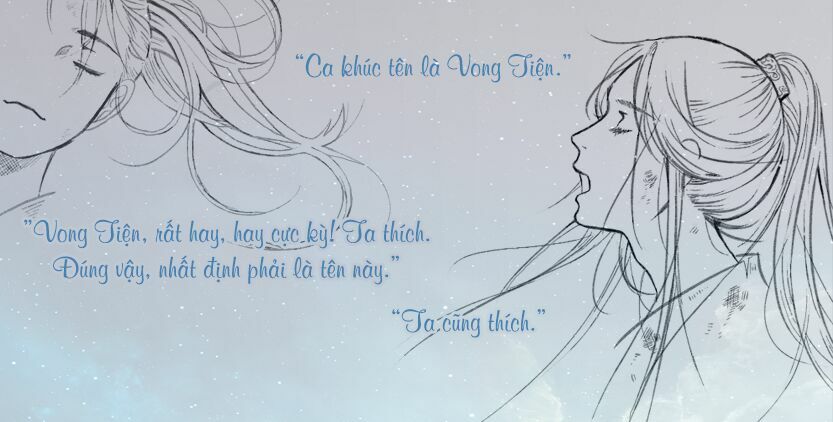 “Ca khúc tên là Vong Tiện.”
”Vong Tiện, rất hay, hay cực kỳ! Ta thích.
Đúng vậy, nhất định phải là tên này.”
“Ta cũng thích.”